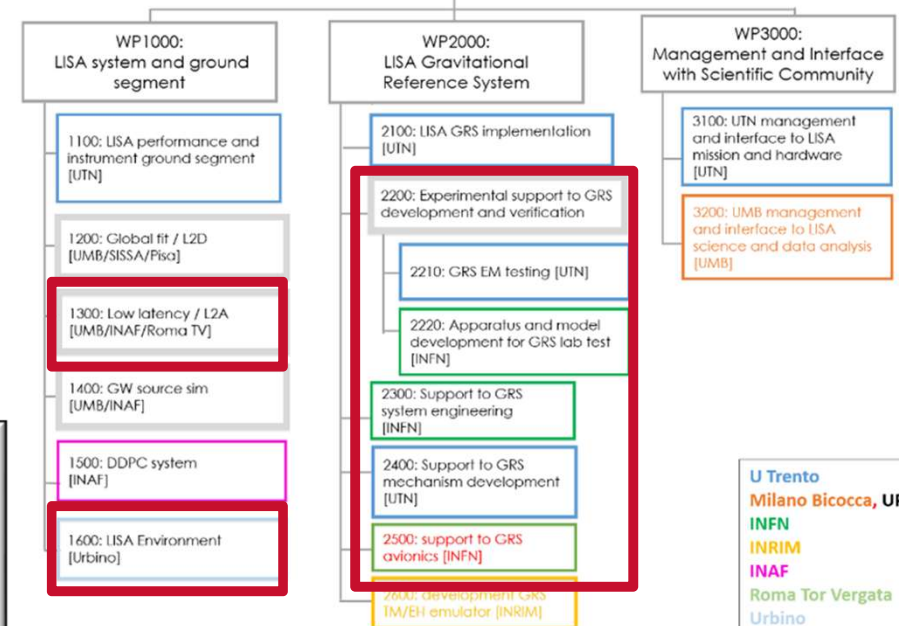 WP1000:
LISA system and ground
segment
1100: LISA performance and
instrument ground segment
[UTN]
1200: Global fit / L2D
[UMB/SISSA/Pisa]
1300: Low latency / L2A
[UMB/INAF/Roma TV]
1400: GW source sim
[UMB/INAF]
1500: DDPC system
[INAF]
1600: LISA Environment
[Urbino]
WP2000:
LISA Gravitational
Reference System
2100: LISA GRS implementation
[UTN]
2200: Experimental support to GRS
development and verification
2210: GRS EM testing [UTN]
2220: Apparatus and model
development for GRS lab test
[INFN]
2300: Support to GRS
system engineering
[INFN]
2400: Support to GRS
mechanism development
[UTN]
2500: support to GRS
avionics [INFN]
2600: development GRS
TM/EH emulator [INRIM]
WP3000:
Management and Interface
with Scientific Community
3100: UTN management
and interface to LISA
mission and hardware
[UTN]
3200: UMB management
and interface to LISA
science and data analysis
[UMB]
U Trento
Milano Bicocca,
INFN
INRIM
INAF
Roma Tor Vergata
Urbino